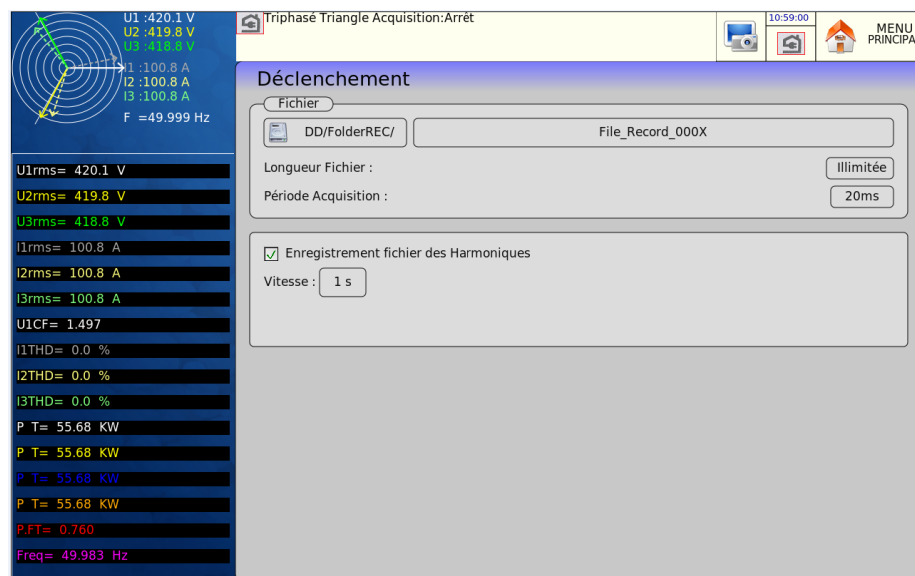 U1 :420.1 V
U2 :419.8 V
U3 :418.8 V
I1 :100.8 A
I2 :100.8 A
I3 :100.8 A
F =49.999 Hz
Triphasé Triangle Acquisition:Arrêt
10:59:00
MENU
PRINCIPA
U1rms= 420.1 V
U2rms= 419.8 V
U3rms= 418.8 V
I1rms= 100.8 A
I2rms= 100.8 A
I3rms= 100.8 A
U1CF= 1.497
I1THD= 0.0 %
I2THD= 0.0 %
I3THD= 0.0 %
P T= 55.68 KW
P T= 55.68 KW
P T= 55.68 KW
P T= 55.68 KW
P.FT= 0.760
Freq= 49.983 Hz
Déclenchement
Fichier
DD/FolderREC/ File_Record_000X
Longueur Fichier : Illimitée
Période Acquisition : 20ms
Enregistrement fichier des Harmoniques
Vitesse : 1 s